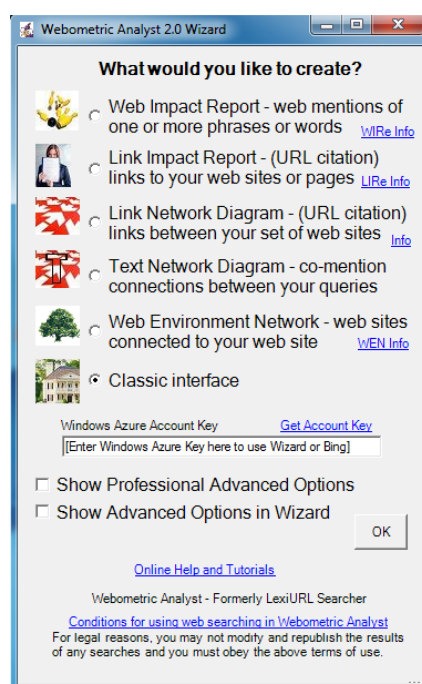 Webometric Analyst 2.0 Wizard
What would you like to create?
Web Impact Report - web mentions of
one or more phrases or words WIRe Info
Link Impact Report - (URL citation)
links to your web sites or pages LIRe Info
Link Network Diagram - (URL citation)
links between your set of web sites Info
Text Network Diagram - co-mention
connections between your queries
Web Environment Network - web sites
connected to your web site WEN Info
Classic interface
Windows Azure Account Key Get Account Key
[Enter Windows Azure Key here to use Wizard or Bing]
Show Professional Advanced Options
Show Advanced Options in Wizard
OK
Online Help and Tutorials
Webometric Analyst - Formerly LexiURL Searcher
Conditions for using web searching in Webometric Analyst
For legal reasons, you may not modify and republish the results
of any searches and you must obey the above terms of use.